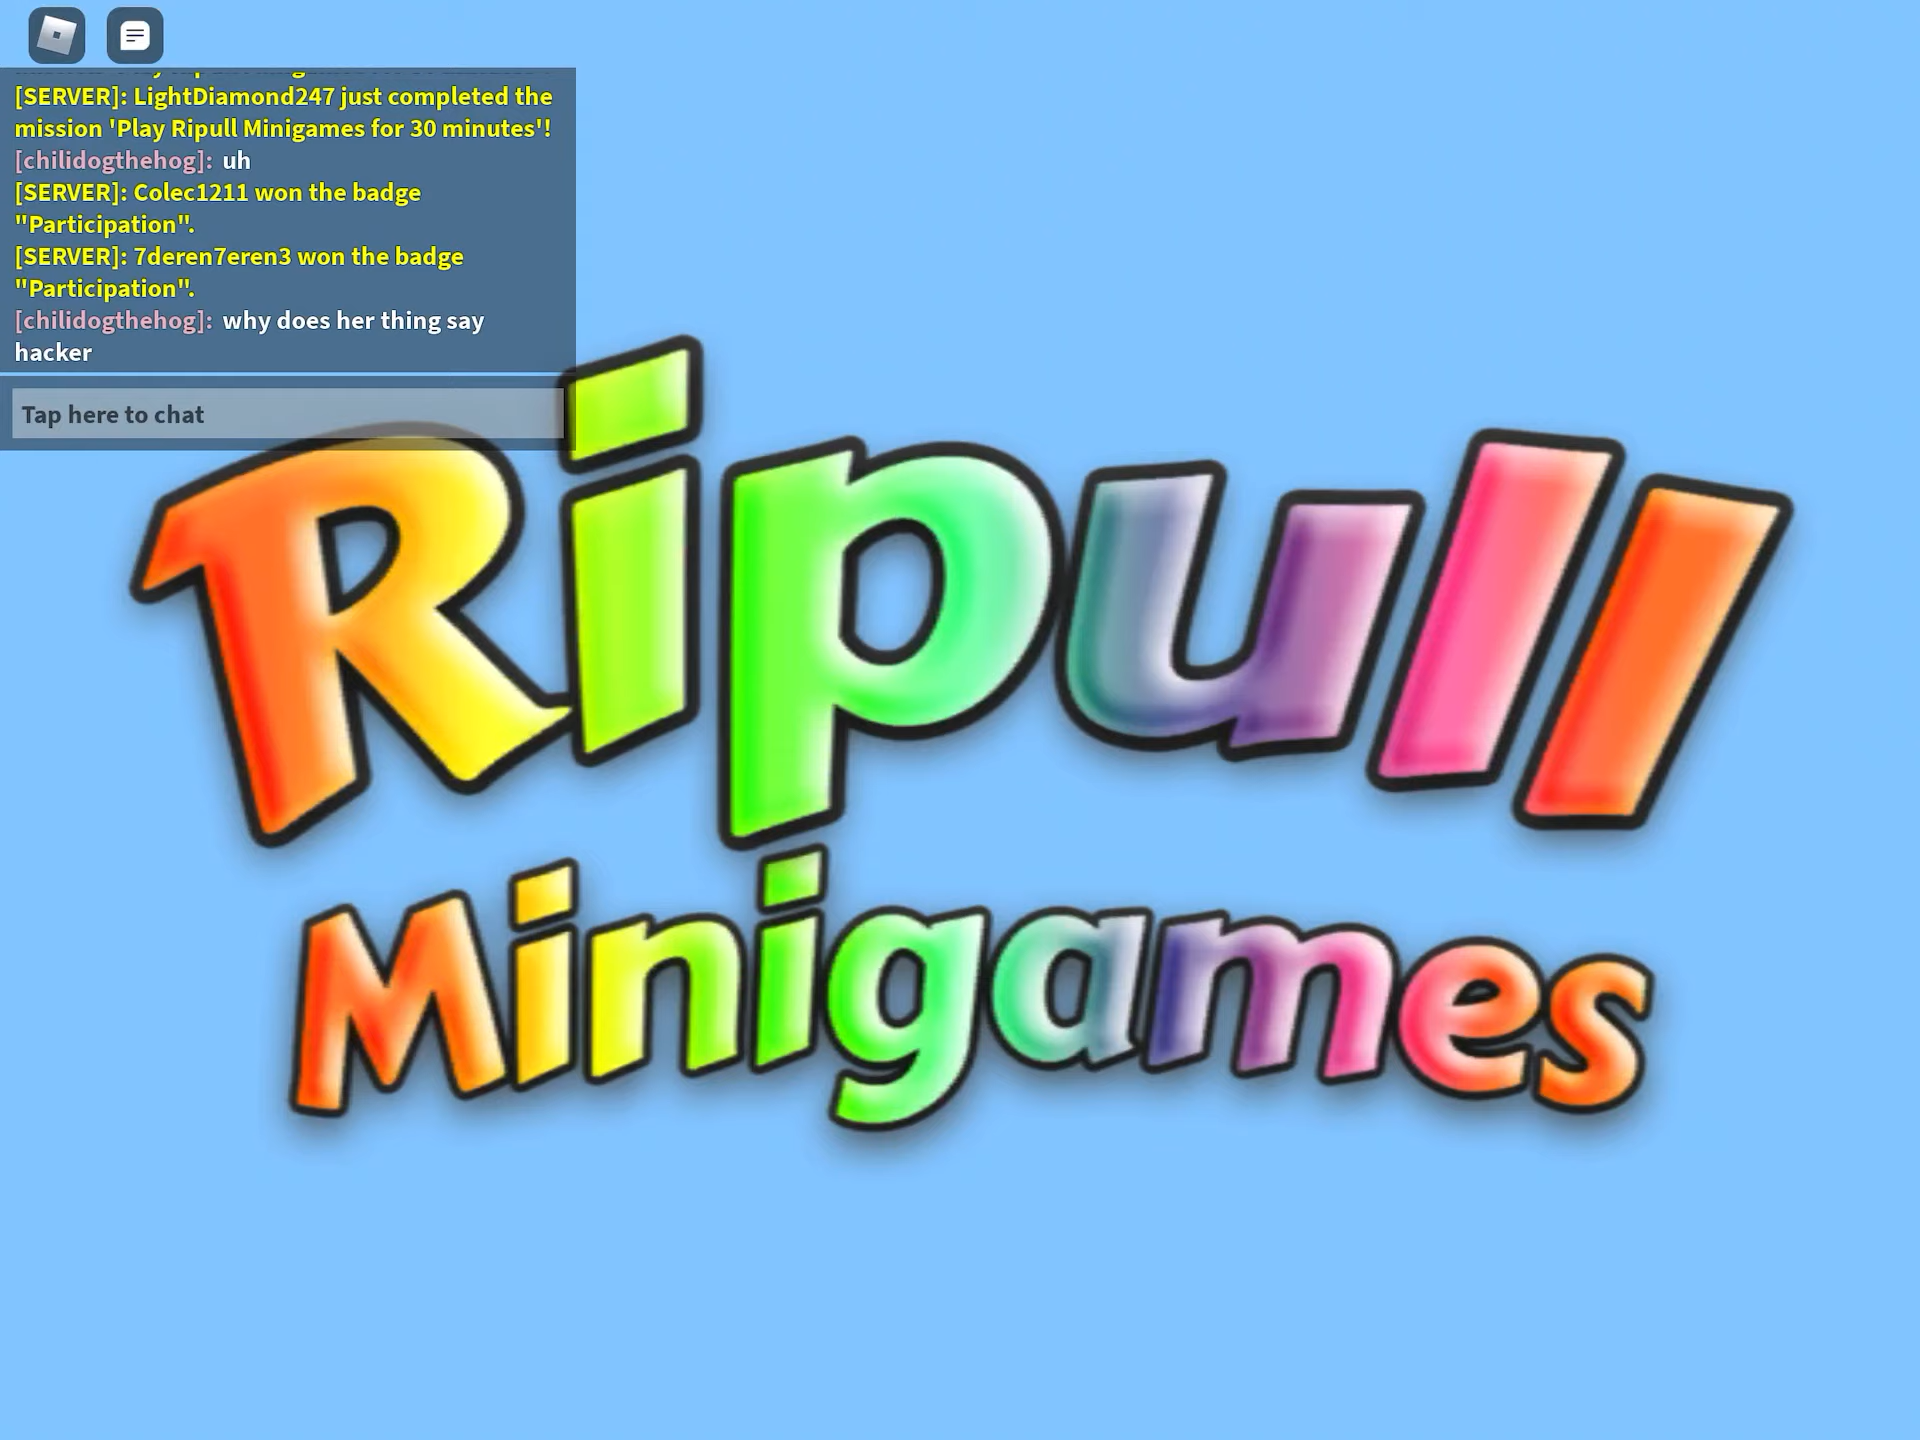 [SERVER]: LightDiamond247 just completed the
mission 'Play Ripull Minigames for 30 minutes'!
[chilidogthehog]: uh
[SERVER]: Colec1211 won the badge
"Participation".
[SERVER]: 7deren7eren3 won the badge
"Participation".
[chilidogthehog]: why does her thing say
hacker
Tap here to chat
Ripull
Minigames